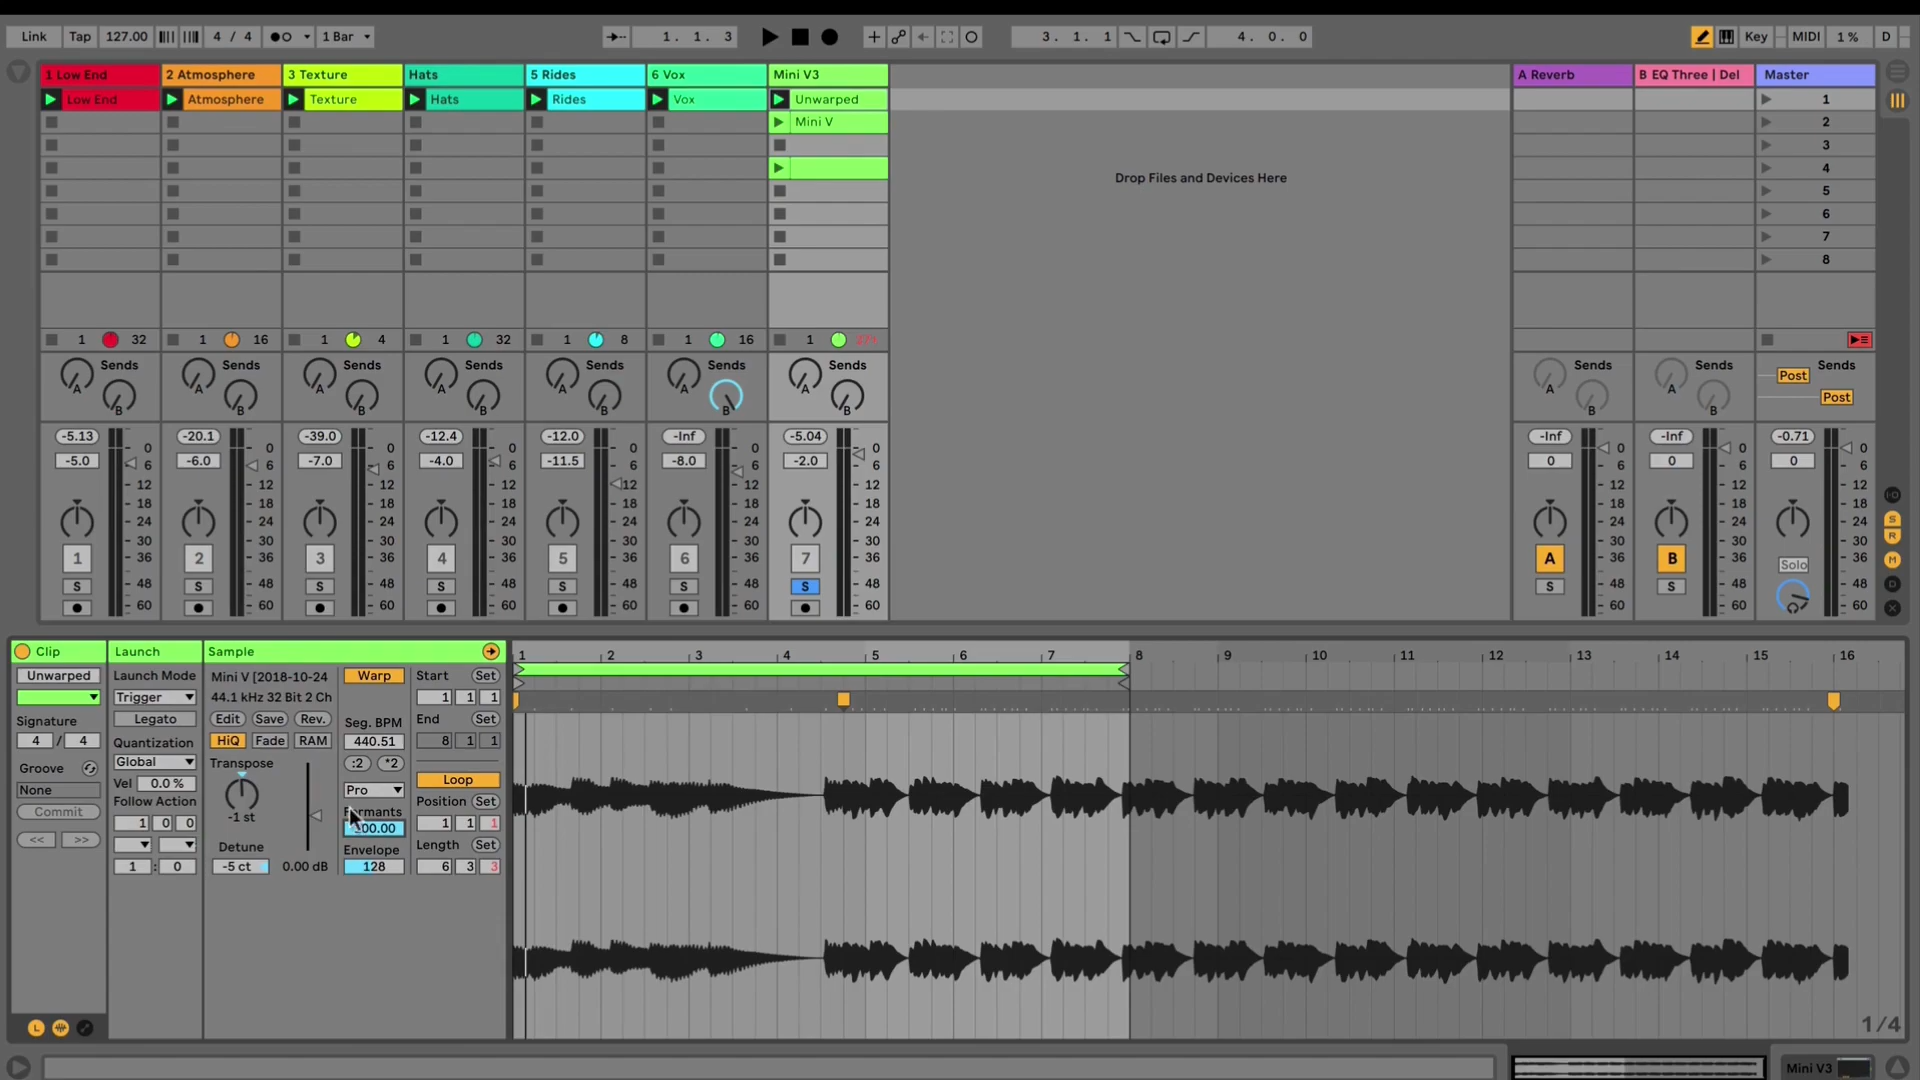 Link Tap 127.00 4 / 4 1 Bar 1. 1. 3 3. 1. 1 4. 0. 0 Key MIDI 1 % D
1 Low End 2 Atmosphere 3 Texture Hats 5 Rides 6 Vox Mini V3 A Reverb B EQ Three | Del Master
Low End Atmosphere Texture Hats Rides Vox Unwarped 1
Mini V 2
3
Drop Files and Devices Here 4
5
6
7
8
1 32 1 16 1 4 1 32 1 8 1 16 1
Sends Sends Sends Sends Sends Sends Sends Sends Sends Sends
A A A A A A A A A Post
B B B B B B B B B Post
-5.13 -20.1 -39.0 -12.4 -12.0 -Inf -5.04 -Inf -Inf -0.71
-5.0 -6.0 -7.0 -4.0 -11.5 -8.0 -2.0 0 0 0
0 0 0 0 0 0 0 0 0 0
6 6 6 6 6 6 6 6 6 6
12 12 12 12 12 12 12 12 12 12
18 18 18 18 18 18 18 18 18 18
24 24 24 24 24 24 24 24 24 24
30 30 30 30 30 30 30 30 30 30
36 36 36 36 36 36 36 36 36 36
1 2 3 4 5 6 7 A B Solo
48 48 48 48 48 48 48 48 48 48
S S S S S S S S S
60 60 60 60 60 60 60 60 60 60
I·O
S
R
M
D
X
Clip Launch Sample 1 2 3 4 5 6 7 8 9 10 11 12 13 14 15 16
Unwarped Launch Mode Mini V [2018-10-24 Warp Start Set
Trigger 44.1 kHz 32 Bit 2 Ch 1 1 1
Signature Legato Edit Save Rev. Seg. BPM End Set
4 / 4 Quantization HiQ Fade RAM 440.51 8 1 1
Groove Global Transpose :2 *2
None Vel 0.0 % Pro Loop
Commit Follow Action -1 st Position Set
<< >> 1 0 0 1 1 1
Detune Envelope Length Set
1 : 0 -5 ct 0.00 dB 128 6 3 3
L
1/4
Mini V3